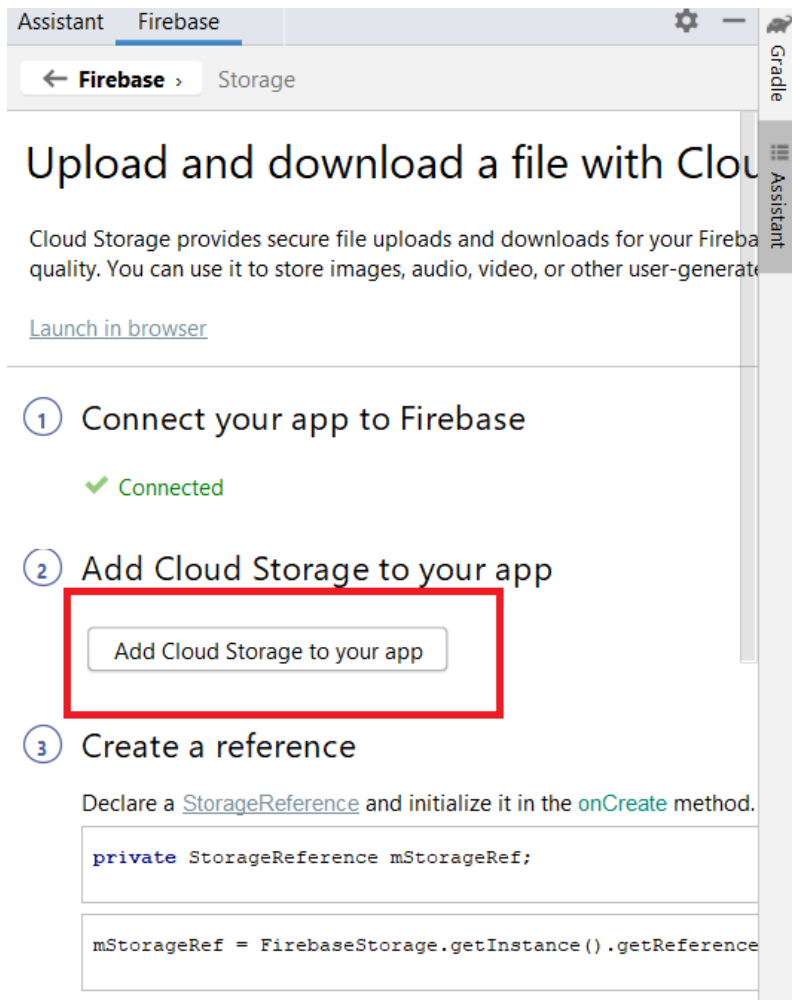 Assistant Firebase
Gradle
← Firebase › Storage
Assistant
Upload and download a file with Clou
Cloud Storage provides secure file uploads and downloads for your Fireba
quality. You can use it to store images, audio, video, or other user-generate
Launch in browser
1 Connect your app to Firebase
Connected
2 Add Cloud Storage to your app
Add Cloud Storage to your app
3 Create a reference
Declare a StorageReference and initialize it in the onCreate method.
private StorageReference mStorageRef;
mStorageRef = FirebaseStorage.getInstance().getReference